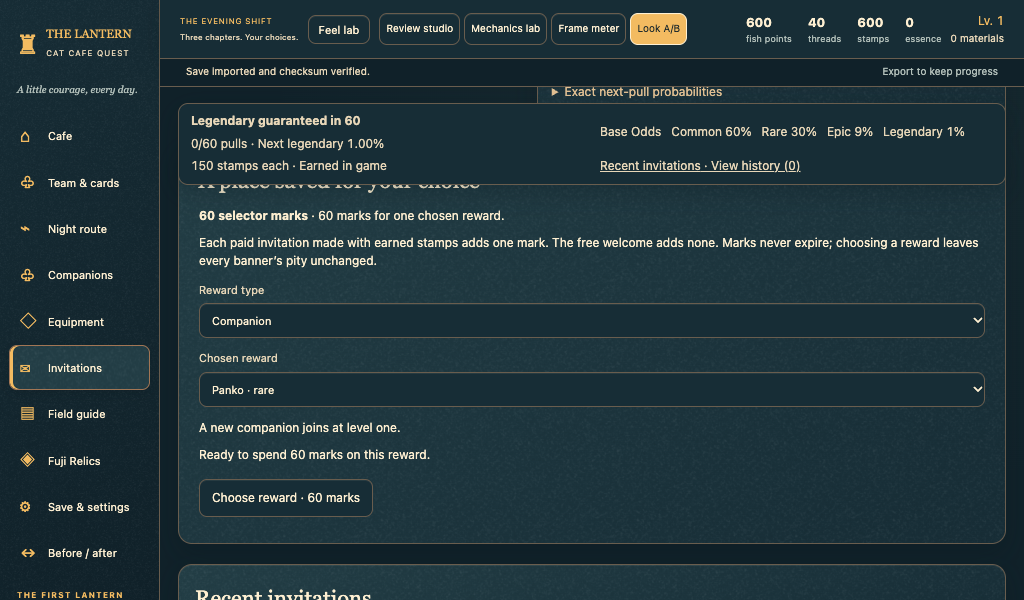 THE LANTERN
CAT CAFE QUEST
A little courage, every day.
Cafe
Team & cards
Night route
Companions
Equipment
Invitations
Field guide
Fuji Relics
Save & settings
Before / after
THE FIRST LANTERN
THE EVENING SHIFT
Three chapters. Your choices.
Feel lab
Review studio
Mechanics lab
Frame meter
Look A/B
600
fish points
40
threads
600
stamps
0
essence
Lv. 1
0 materials
Save imported and checksum verified.
Export to keep progress
Exact next-pull probabilities
Legendary guaranteed in 60
0/60 pulls · Next legendary 1.00%
150 stamps each · Earned in game
Base Odds Common 60% Rare 30% Epic 9% Legendary 1%
Recent invitations · View history (0)
A place saved for your choice
60 selector marks · 60 marks for one chosen reward.
Each paid invitation made with earned stamps adds one mark. The free welcome adds none. Marks never expire; choosing a reward leaves
every banner’s pity unchanged.
Reward type
Companion
Chosen reward
Panko · rare
A new companion joins at level one.
Ready to spend 60 marks on this reward.
Choose reward · 60 marks
Recent invitations